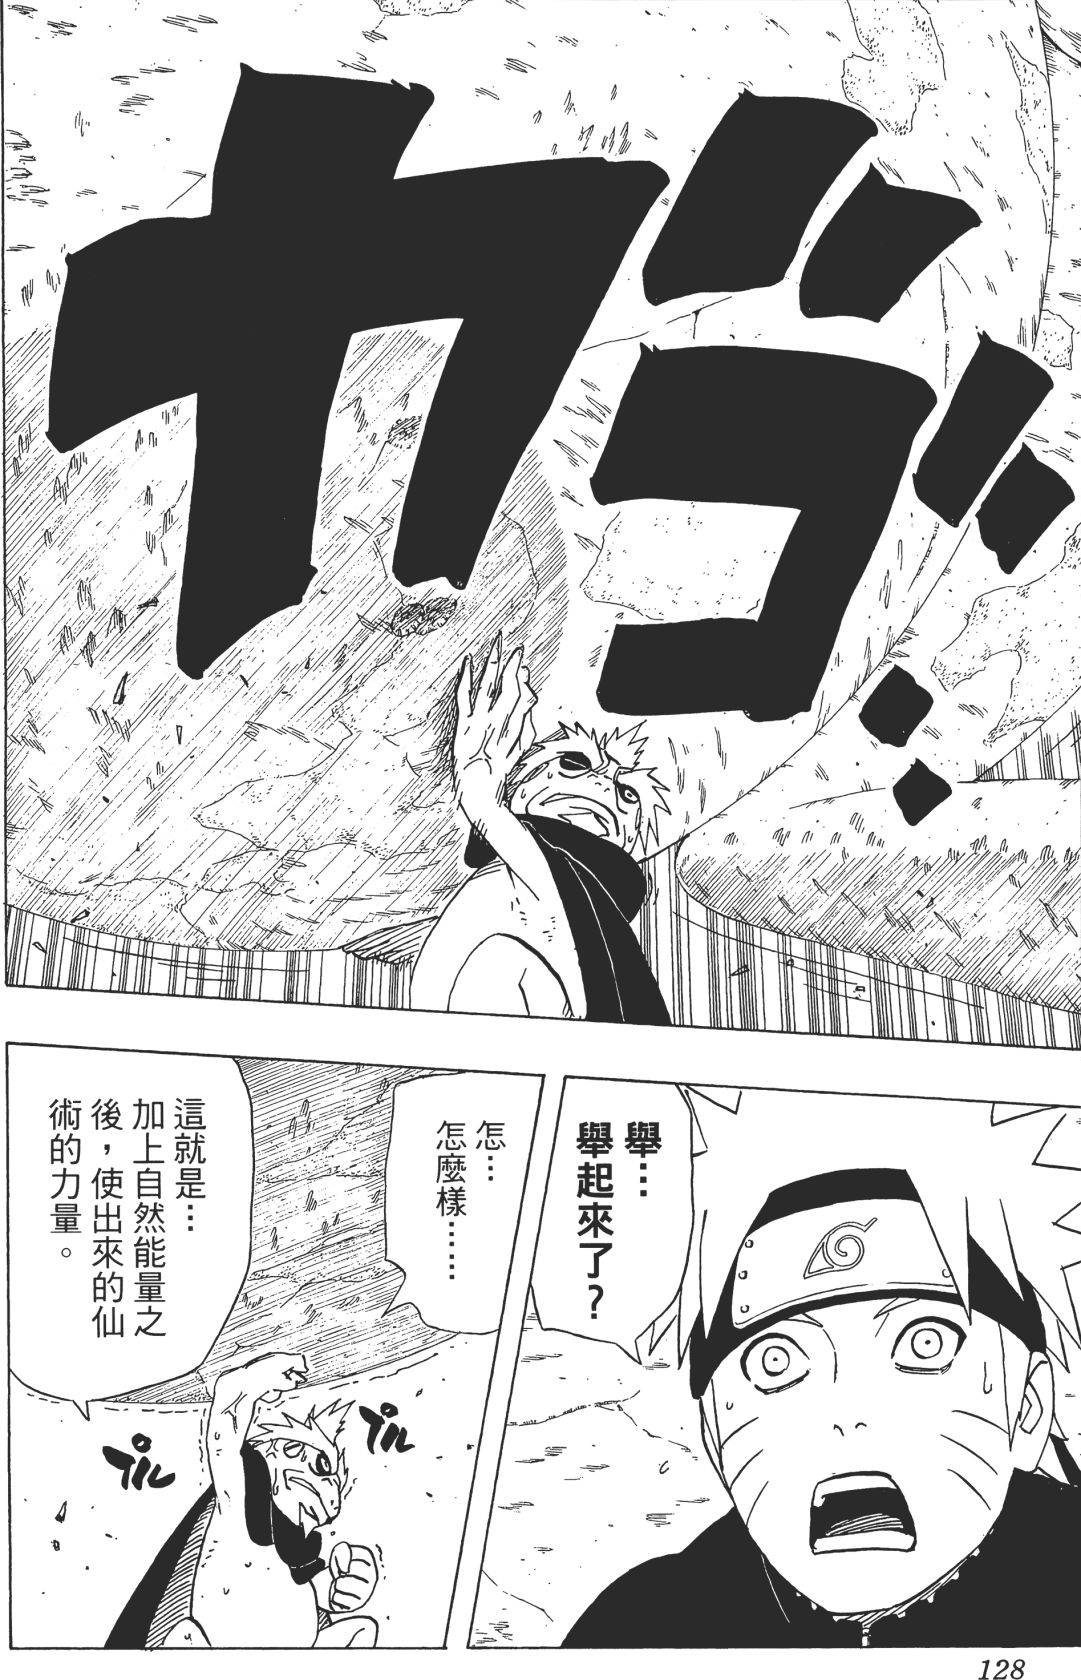 ガゴ゙‥
舉…
舉起來了?
怎…
怎麼樣……
這就是…
加上自然能量之
後，使出來的仙
術的力量。
プル
プル
128